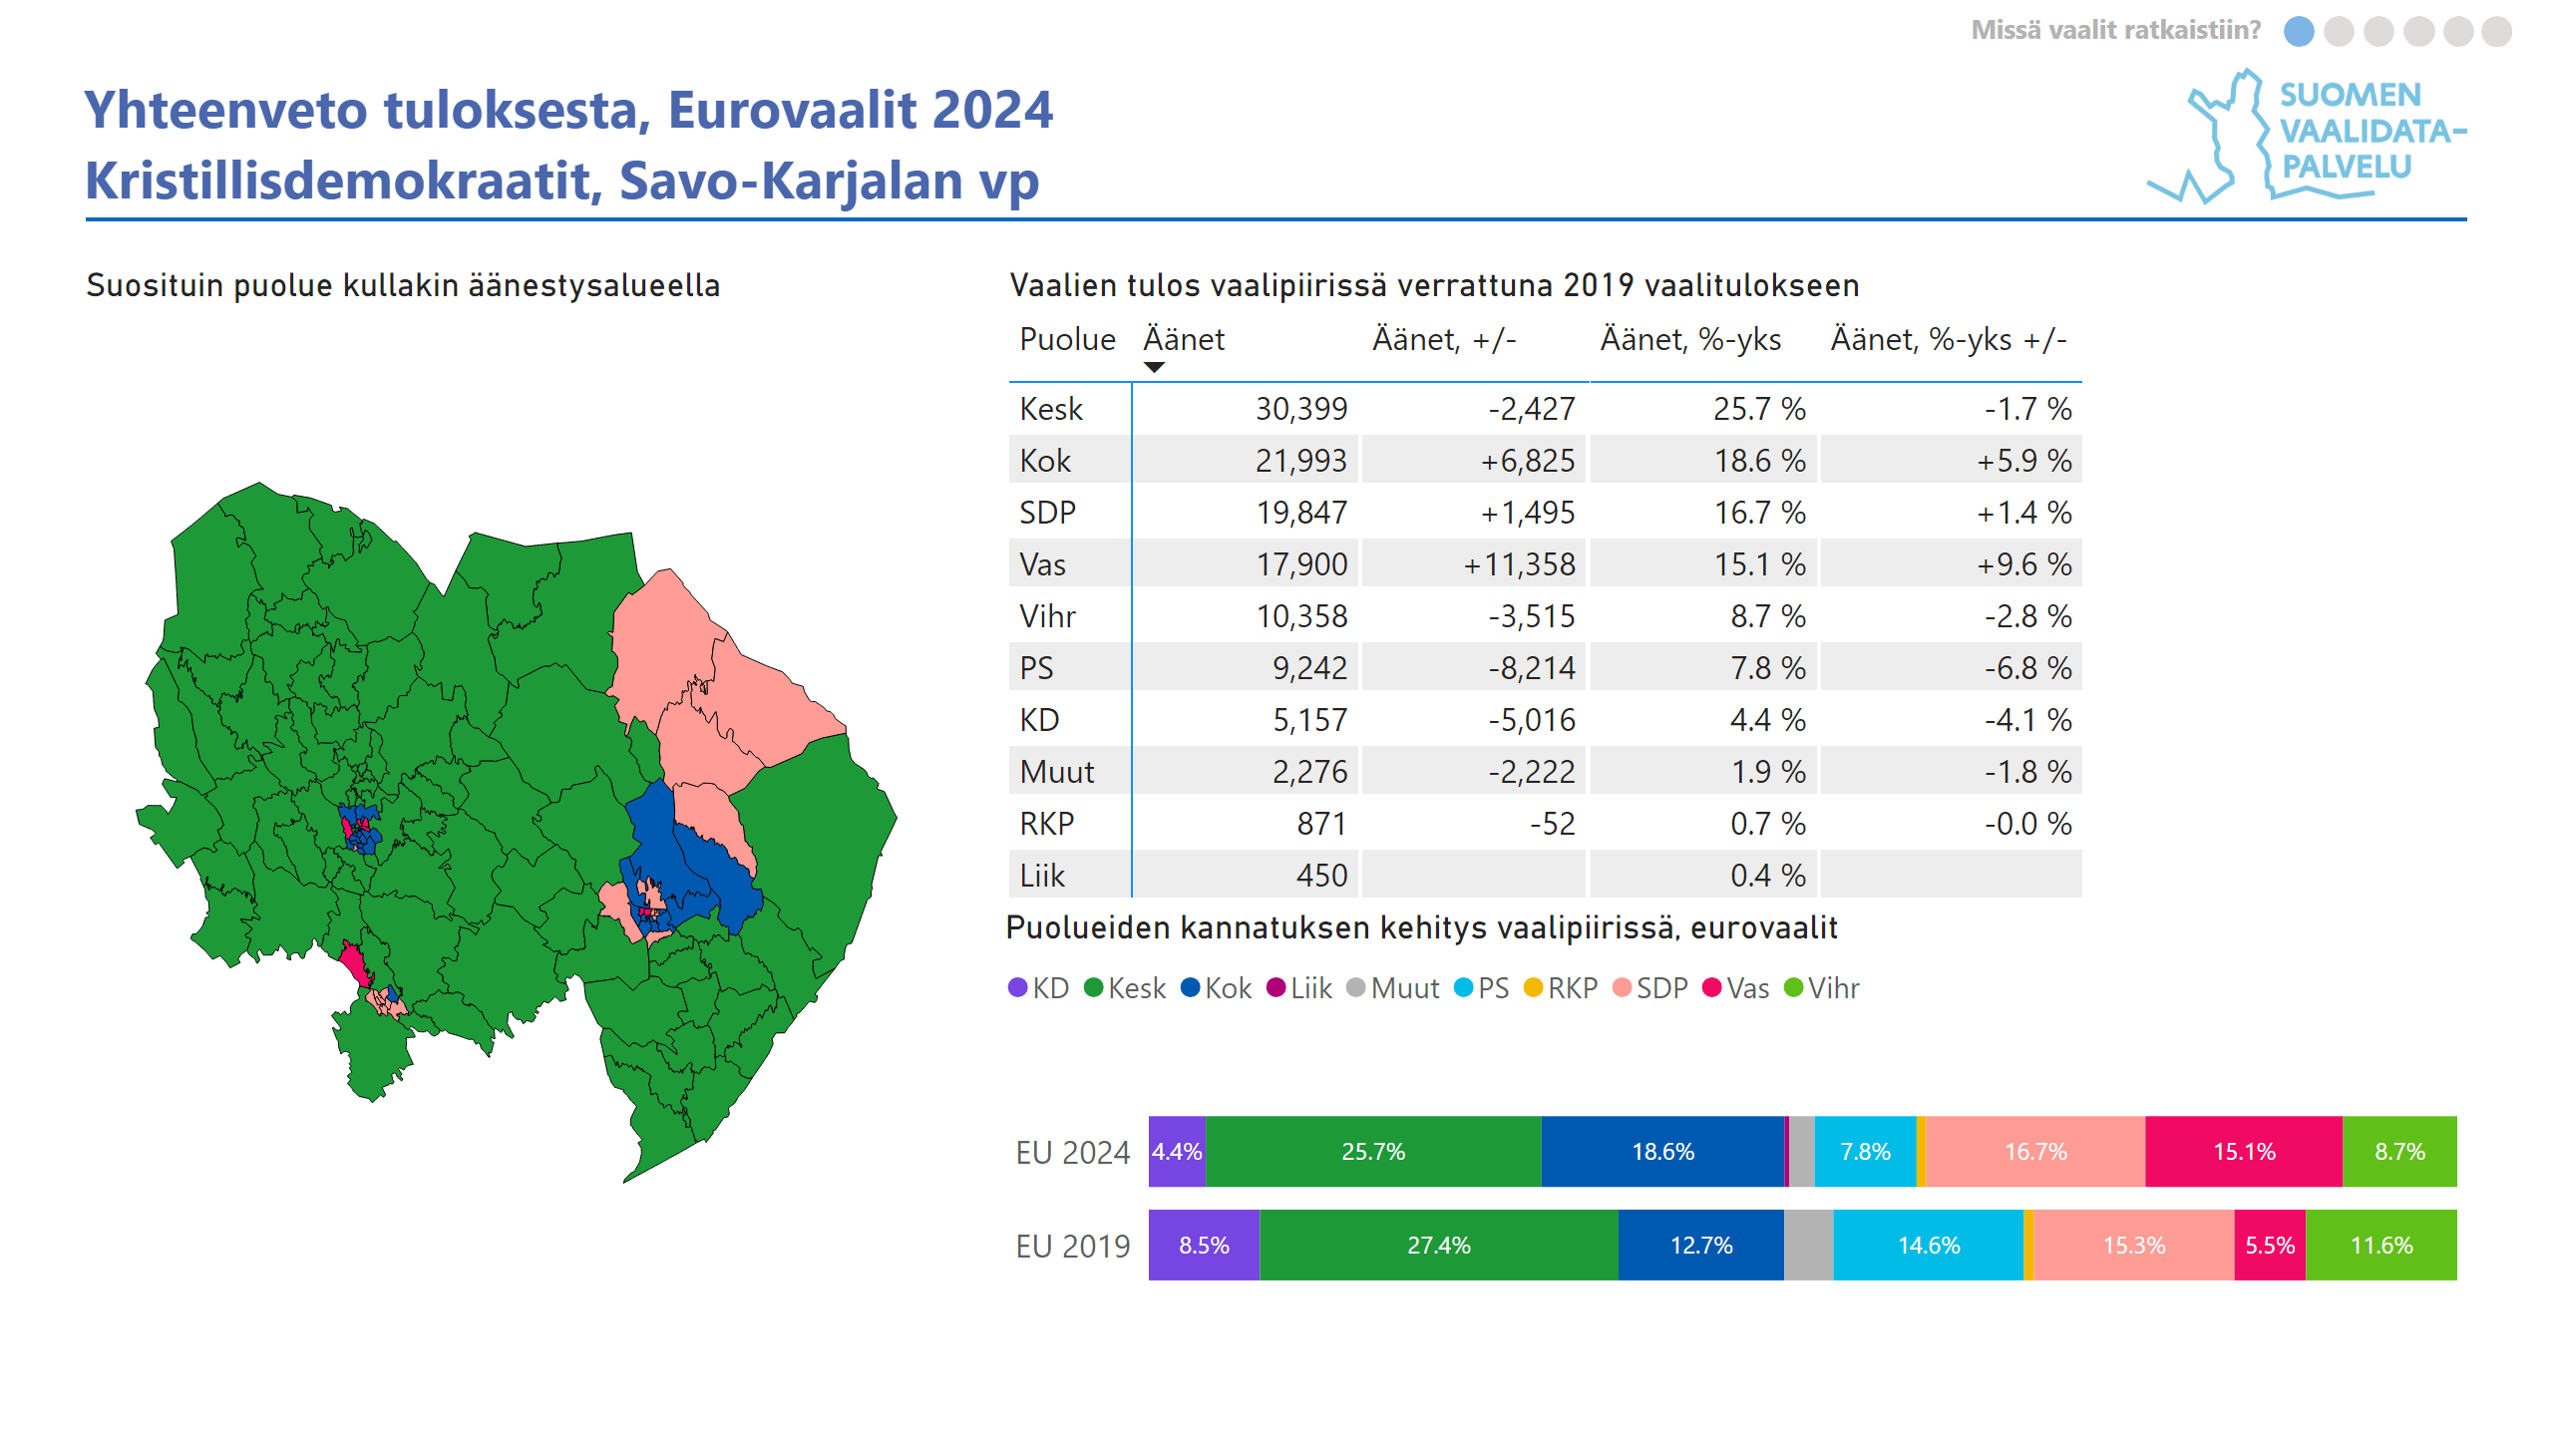 Missä vaalit ratkaistiin?
Yhteenveto tuloksesta, Eurovaalit 2024
Kristillisdemokraatit, Savo-Karjalan vp
SUOMEN
VAALIDATA-
PALVELU
Suosituin puolue kullakin äänestysalueella
Vaalien tulos vaalipiirissä verrattuna 2019 vaalitulokseen
Puolue Äänet Äänet, +/- Äänet, %-yks Äänet, %-yks +/-
Kesk 30,399 -2,427 25.7 % -1.7 %
Kok 21,993 +6,825 18.6 % +5.9 %
SDP 19,847 +1,495 16.7 % +1.4 %
Vas 17,900 +11,358 15.1 % +9.6 %
Vihr 10,358 -3,515 8.7 % -2.8 %
PS 9,242 -8,214 7.8 % -6.8 %
KD 5,157 -5,016 4.4 % -4.1 %
Muut 2,276 -2,222 1.9 % -1.8 %
RKP 871 -52 0.7 % -0.0 %
Liik 450 0.4 %
Puolueiden kannatuksen kehitys vaalipiirissä, eurovaalit
KD Kesk Kok Liik Muut PS RKP SDP Vas Vihr
EU 2024 4.4% 25.7% 18.6% 7.8% 16.7% 15.1% 8.7%
EU 2019 8.5% 27.4% 12.7% 14.6% 15.3% 5.5% 11.6%